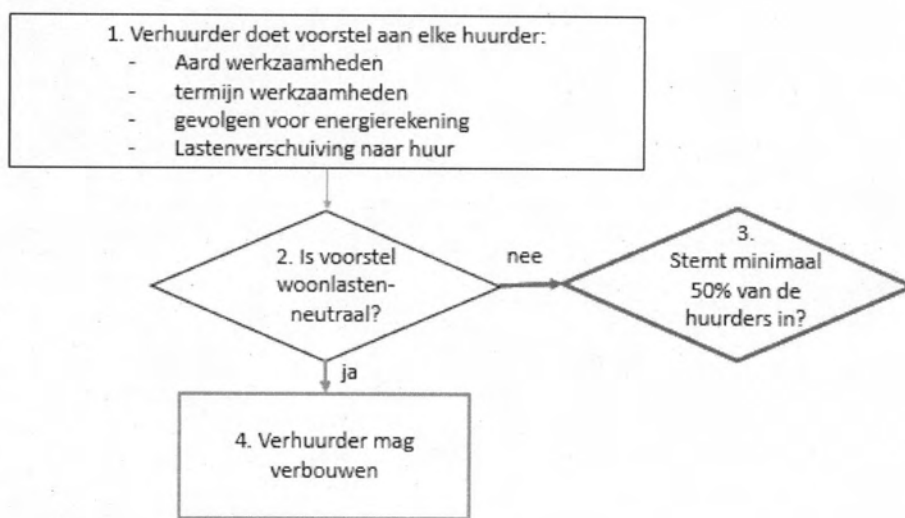 1. Verhuurder doet voorstel aan elke huurder:
- Aard werkzaamheden
- termijn werkzaamheden
- gevolgen voor energierekening
- Lastenverschuiving naar huur
2. Is voorstel
woonlasten-
neutraal?
nee
3.
Stemt minimaal
50% van de
huurders in?
ja
4. Verhuurder mag
verbouwen